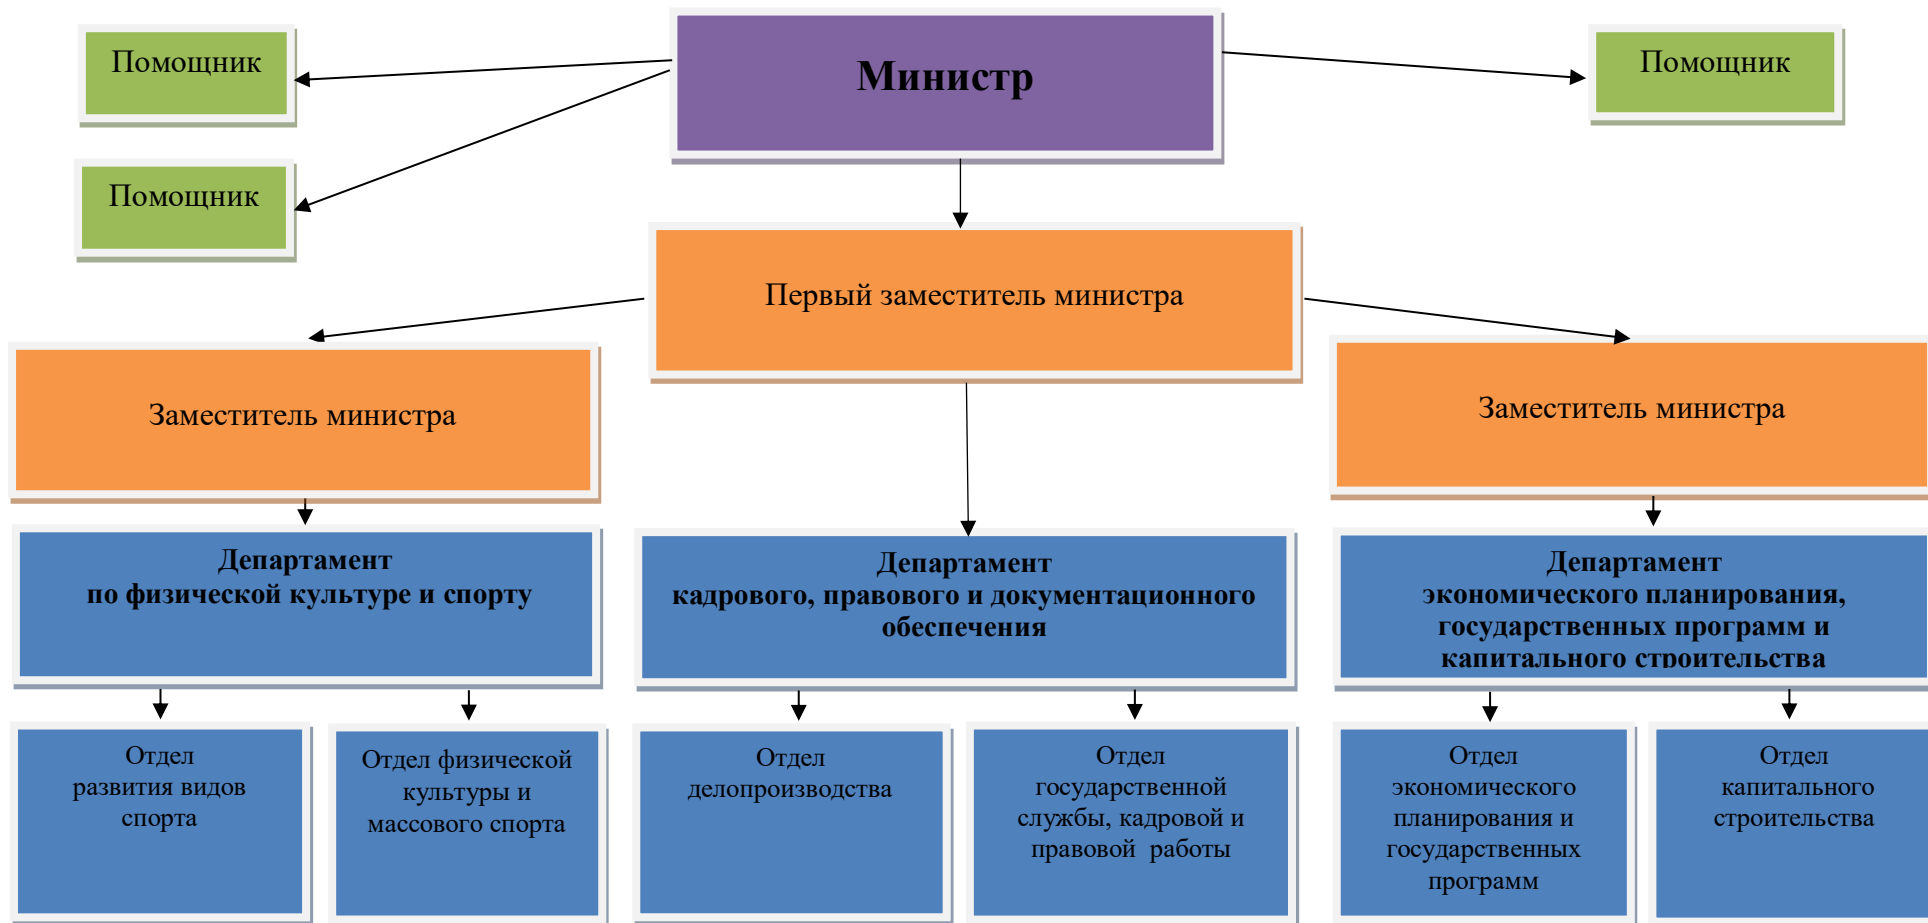 Помощник
Министр
Помощник
Помощник
Первый заместитель министра
Заместитель министра
Заместитель министра
Департамент
по физической культуре и спорту
Департамент
кадрового, правового и документационного
обеспечения
Департамент
экономического планирования,
государственных программ и
капитального строительства
Отдел
развития видов
спорта
Отдел физической
культуры и
массового спорта
Отдел
делопроизводства
Отдел
государственной
службы, кадровой и
правовой работы
Отдел
экономического
планирования и
государственных
программ
Отдел
капитального
строительства